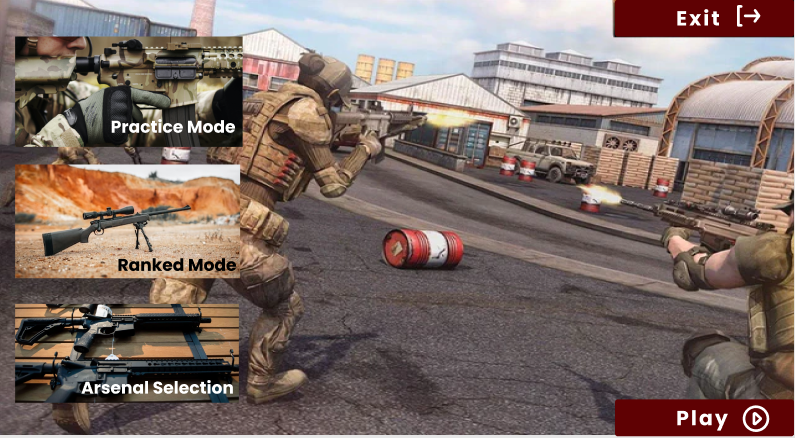 Exit
Practice Mode
Ranked Mode
Arsenal Selection
Play